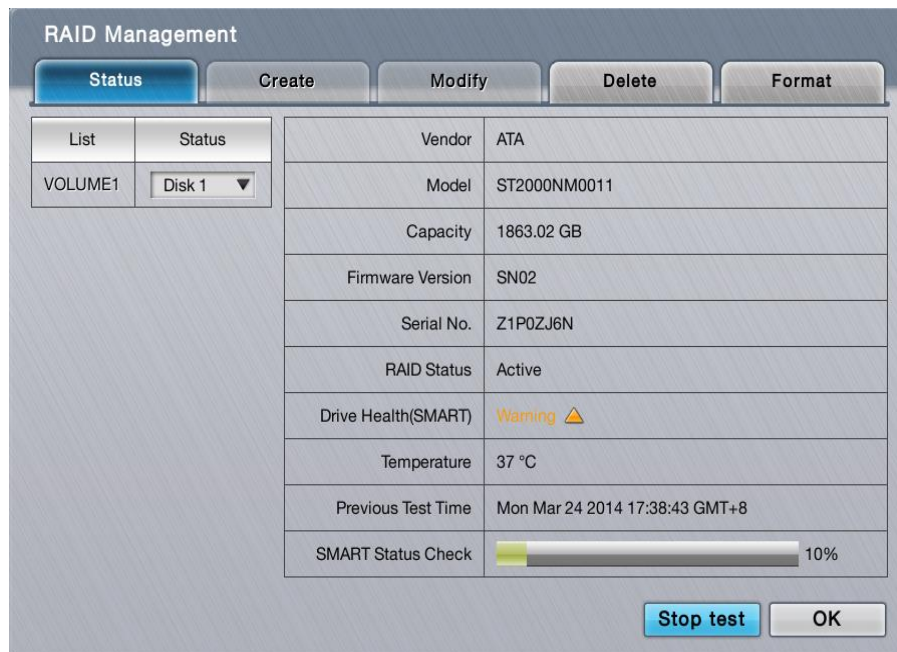 RAID Management
Status Create Modify Delete Format
List Status
VOLUME1 Disk 1
Vendor ATA
Model ST2000NM0011
Capacity 1863.02 GB
Firmware Version SN02
Serial No. Z1P0ZJ6N
RAID Status Active
Drive Health(SMART) Warning
Temperature 37 °C
Previous Test Time Mon Mar 24 2014 17:38:43 GMT+8
SMART Status Check 10%
Stop test OK